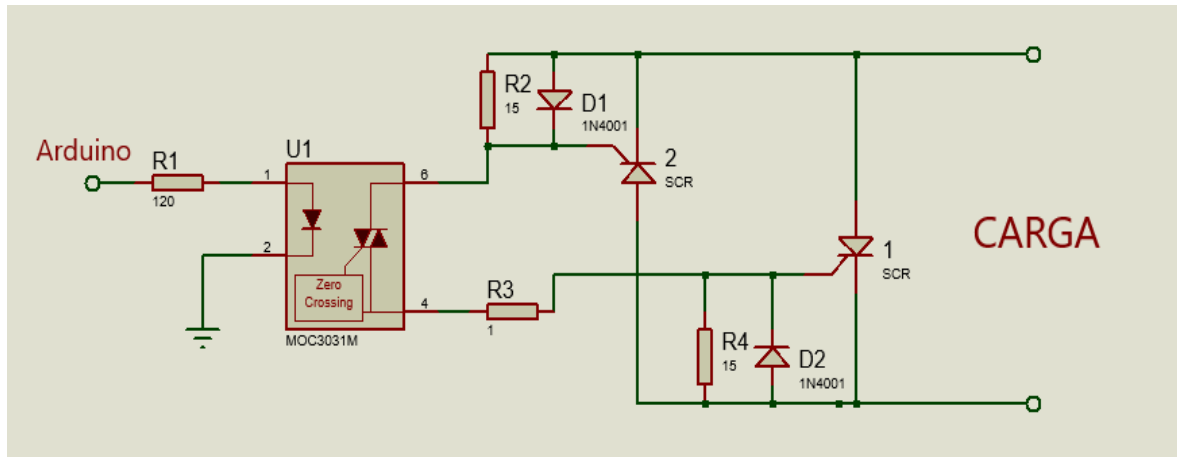 Arduino
R1
120
U1
1
2
6
4
Zero
Crossing
MOC3031M
R2
15
D1
1N4001
2
SCR
R3
1
R4
15
D2
1N4001
1
SCR
CARGA